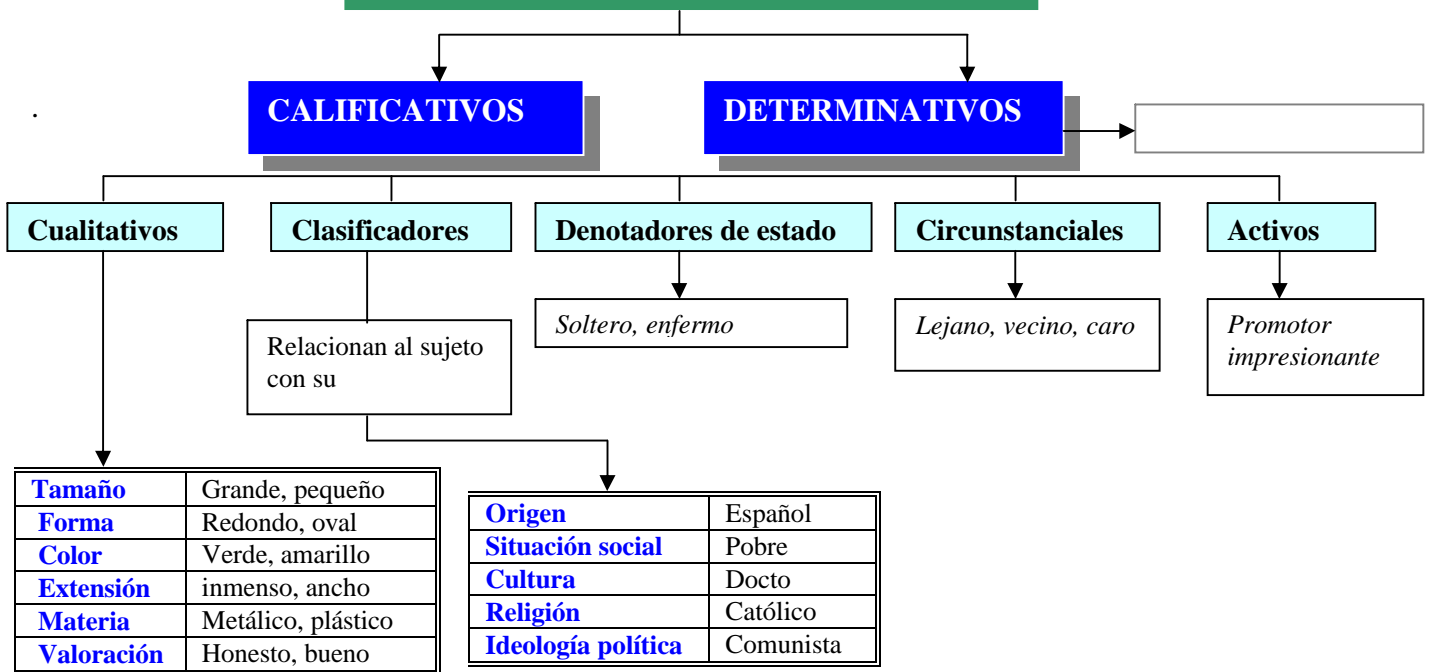 CALIFICATIVOS
DETERMINATIVOS
.
Cualitativos
Clasificadores
Denotadores de estado
Circunstanciales
Activos
Relacionan al sujeto
con su
Soltero, enfermo
Lejano, vecino, caro
Promotor
impresionante
Tamaño Grande, pequeño
Forma Redondo, oval
Color Verde, amarillo
Extensión inmenso, ancho
Materia Metálico, plástico
Valoración Honesto, bueno
Origen Español
Situación social Pobre
Cultura Docto
Religión Católico
Ideología política Comunista